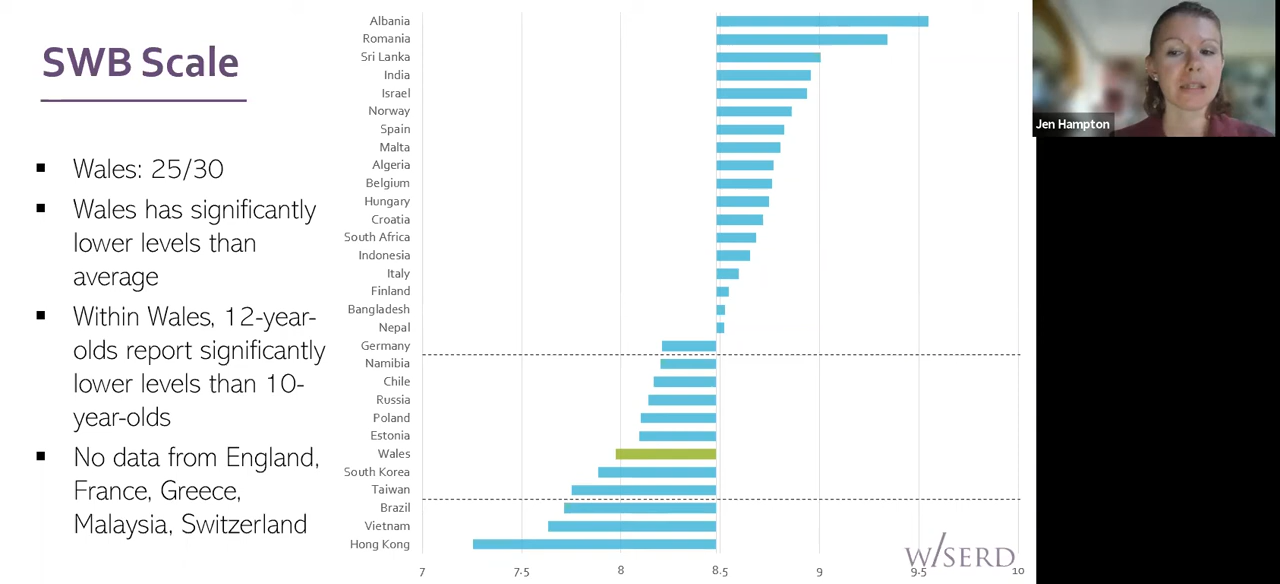 SWB Scale
▪ Wales: 25/30
▪ Wales has significantly
lower levels than
average
▪ Within Wales, 12-year-
olds report significantly
lower levels than 10-
year-olds
▪ No data from England,
France, Greece,
Malaysia, Switzerland
Albania
Romania
Sri Lanka
India
Israel
Norway
Spain
Malta
Algeria
Belgium
Hungary
Croatia
South Africa
Indonesia
Italy
Finland
Bangladesh
Nepal
Germany
Namibia
Chile
Russia
Poland
Estonia
Wales
South Korea
Taiwan
Brazil
Vietnam
Hong Kong
7 7.5 8 8.5 9 9.5 10
W/SERD
Jen Hampton